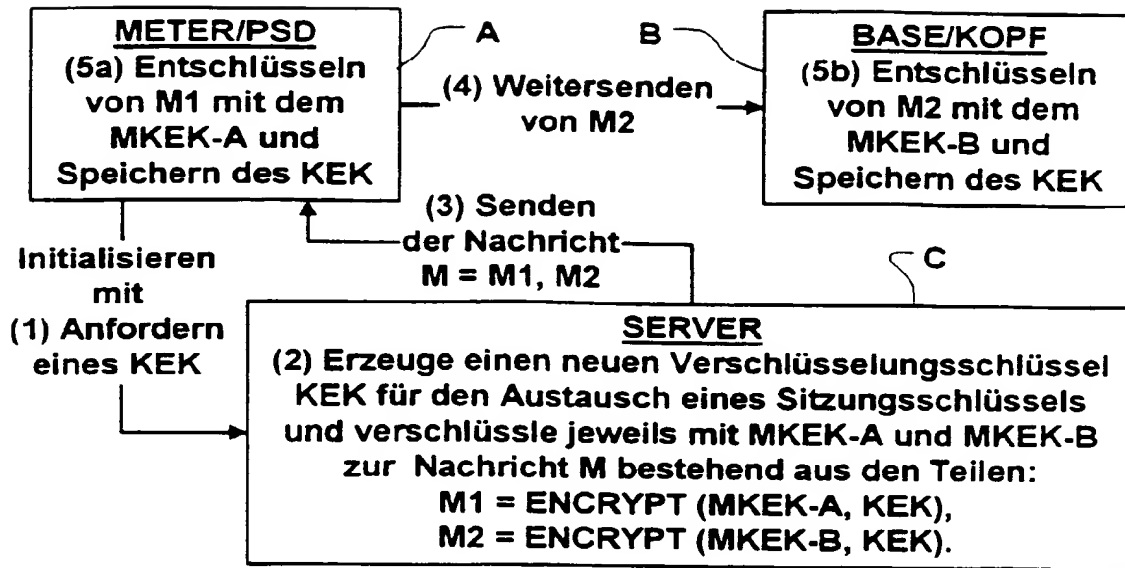 METER/PSD
(5a) Entschlüsseln
von M1 mit dem
MKEK-A und
Speichern des KEK
A
(4) Weitersenden
von M2
B
BASE/KOPF
(5b) Entschlüsseln
von M2 mit dem
MKEK-B und
Speichern des KEK
(3) Senden
der Nachricht
M = M1, M2
Initialisieren
mit
(1) Anfordern
eines KEK
C
SERVER
(2) Erzeuge einen neuen Verschlüsselungsschlüssel
KEK für den Austausch eines Sitzungsschlüssels
und verschlüssle jeweils mit MKEK-A und MKEK-B
zur Nachricht M bestehend aus den Teilen:
M1 = ENCRYPT (MKEK-A, KEK),
M2 = ENCRYPT (MKEK-B, KEK).